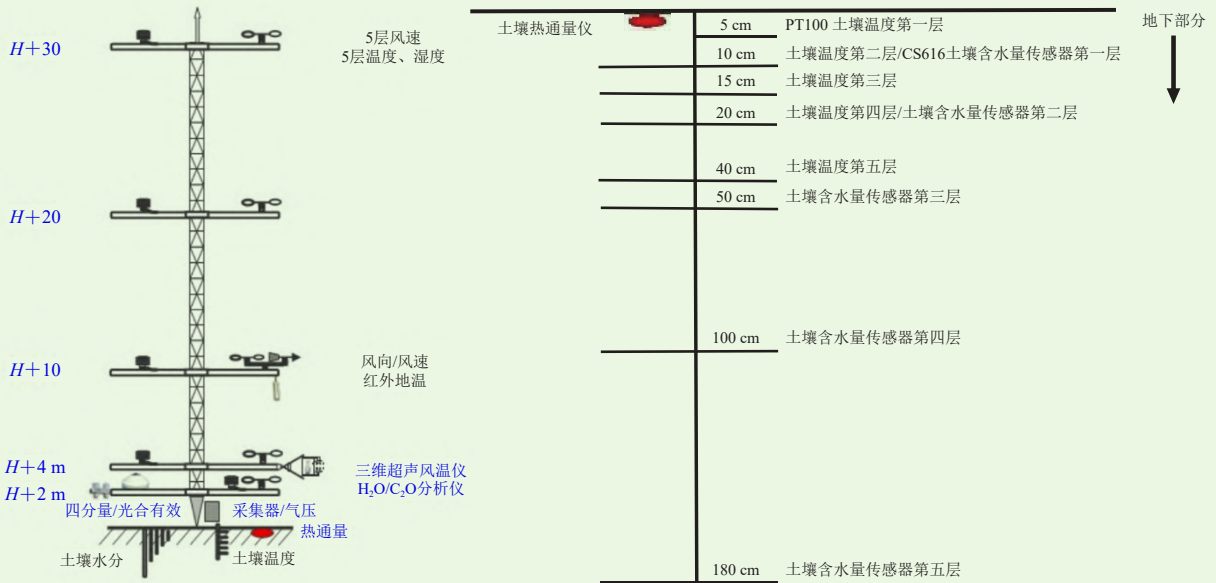 H+30
5层风速
5层温度、湿度
H+20
H+10
风向/风速
红外地温
H+4 m
三维超声风温仪
H+2 m
H₂O/C₂O分析仪
四分量/光合有效
采集器/气压
热通量
土壤水分
土壤温度
土壤热通量仪
5 cm PT100 土壤温度第一层
地下部分
10 cm 土壤温度第二层/CS616土壤含水量传感器第一层
15 cm 土壤温度第三层
20 cm 土壤温度第四层/土壤含水量传感器第二层
40 cm 土壤温度第五层
50 cm 土壤含水量传感器第三层
100 cm 土壤含水量传感器第四层
180 cm 土壤含水量传感器第五层